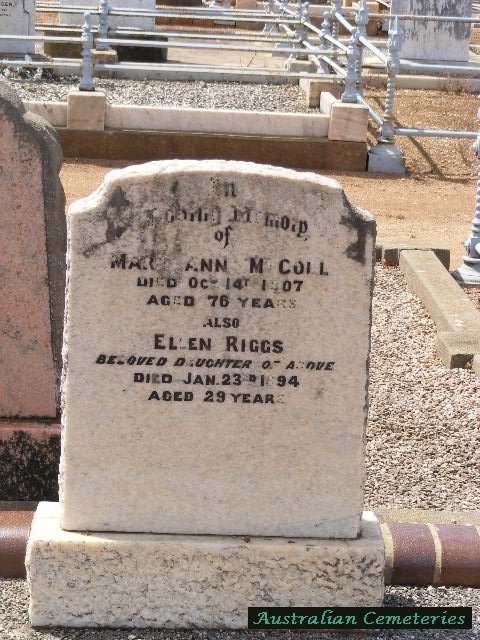 In
Loving Memory
of
MARY ANN McCOLL
DIED OCT 14TH 1907
AGED 76 YEARS
ALSO
ELLEN RIGGS
BELOVED DAUGHTER OF ABOVE
DIED JAN. 23RD 1894
AGED 29 YEARS
Australian Cemeteries